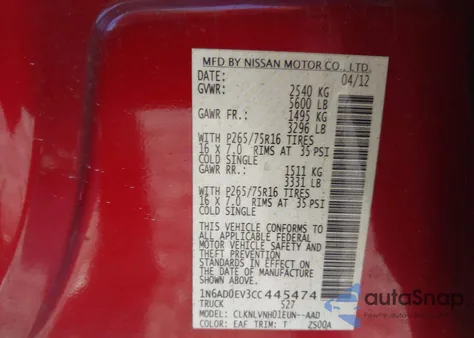 MFD BY NISSAN MOTOR CO., LTD.
DATE: 04/12
GVWR: 2540 KG
5600 LB
GAWR FR.: 1495 KG
3296 LB
WITH P265/75R16 TIRES
16 X 7.0 RIMS AT 35 PSI
COLD SINGLE
GAWR RR.: 1511 KG
3331 LB
WITH P265/75R16 TIRES
16 X 7.0 RIMS AT 35 PSI
COLD SINGLE
THIS VEHICLE CONFORMS TO
ALL APPLICABLE FEDERAL
MOTOR VEHICLE SAFETY AND
THEFT PREVENTION
STANDARDS IN EFFECT ON
THE DATE OF MANUFACTURE
SHOWN ABOVE.
1N6AD0EV3CC 445474
TRUCK 527
MODEL: CLKNLVNH01EUN--AAD
COLOR: EAF TRIM: T ZS00A
autoSnap